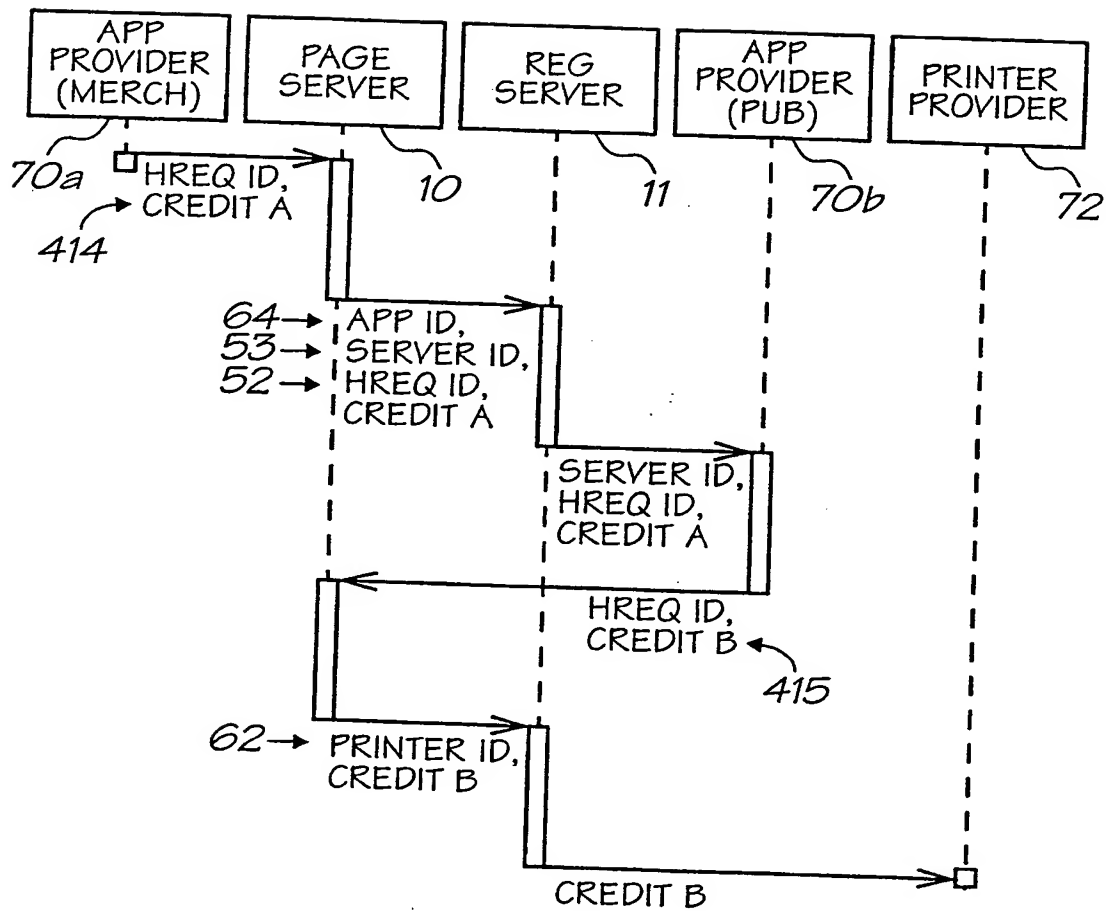 APP
PROVIDER
(MERCH)
PAGE
SERVER
REG
SERVER
APP
PROVIDER
(PUB)
PRINTER
PROVIDER
70a
10
11
70b
72
HREQ ID,
CREDIT A
414
64
APP ID,
53
SERVER ID,
52
HREQ ID,
CREDIT A
SERVER ID,
HREQ ID,
CREDIT A
HREQ ID,
CREDIT B
415
62
PRINTER ID,
CREDIT B
CREDIT B